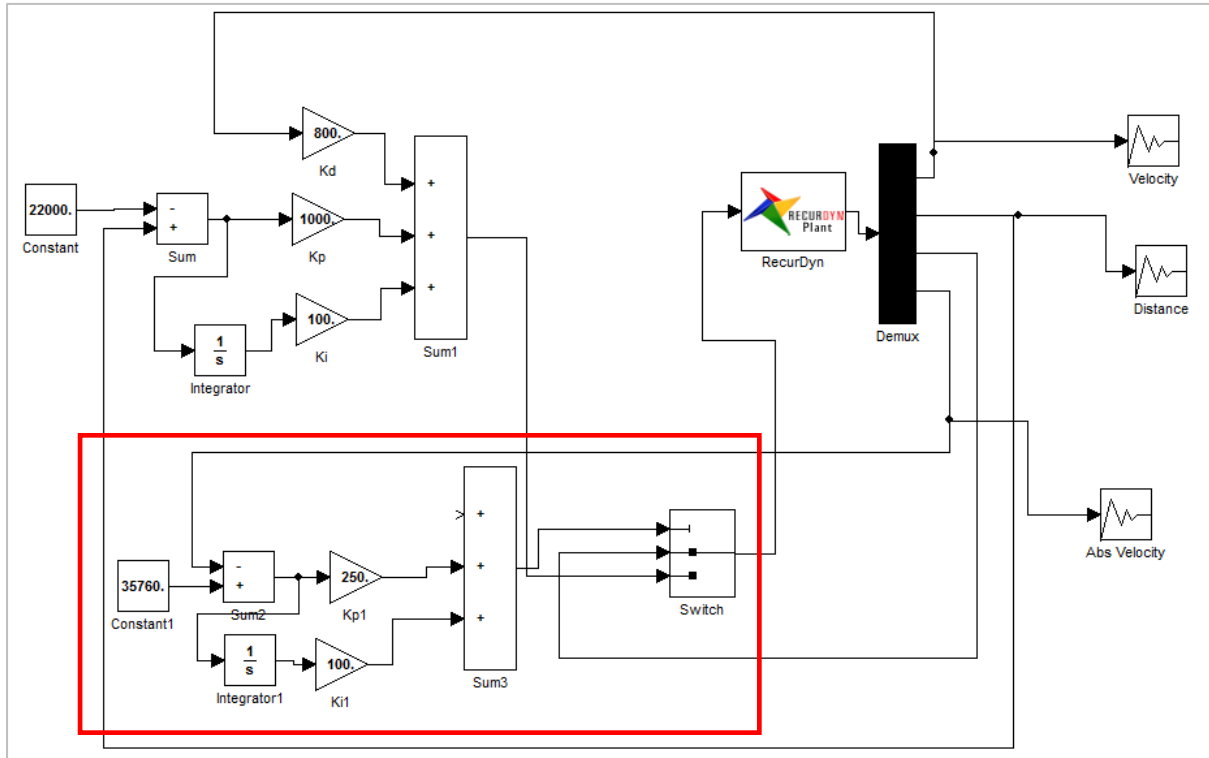 800.
Kd
Velocity
22000.
Constant
-
+
Sum
1000.
Kp
+
+
+
Sum1
RECURDYN
Plant
RecurDyn
Demux
Distance
1
s
Integrator
100.
Ki
35760.
Constant1
-
+
Sum2
250.
Kp1
> +
+
+
Sum3
Switch
Abs Velocity
1
s
Integrator1
100.
Ki1